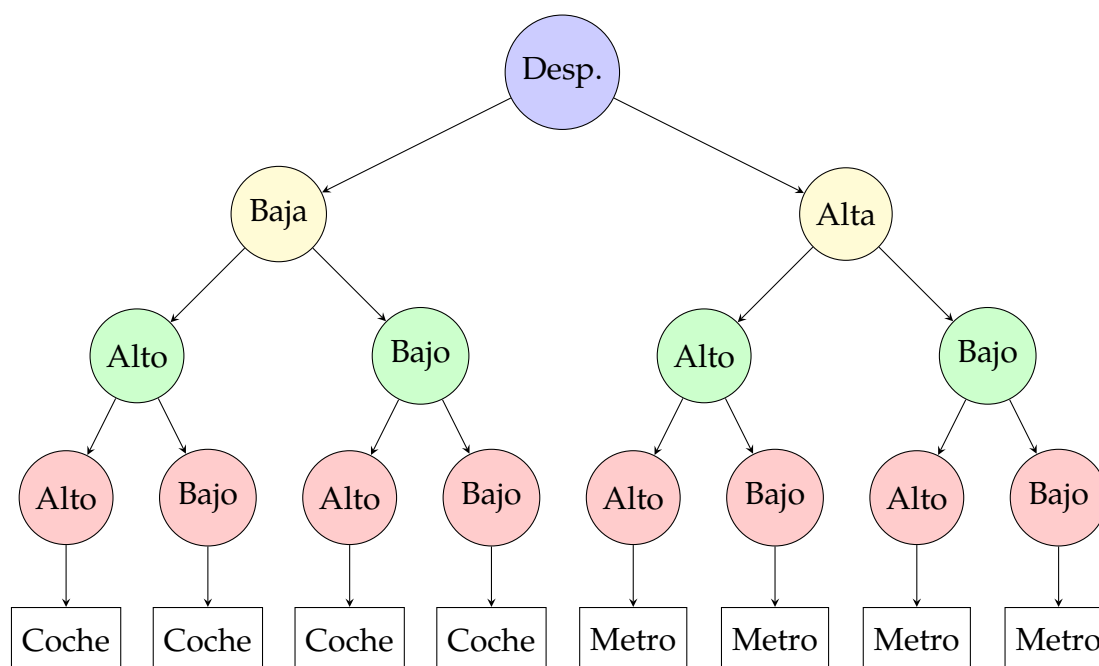 Desp.
Baja
Alta
Alto
Bajo
Alto
Bajo
Alto
Bajo
Alto
Bajo
Alto
Bajo
Alto
Bajo
Coche
Coche
Coche
Coche
Metro
Metro
Metro
Metro